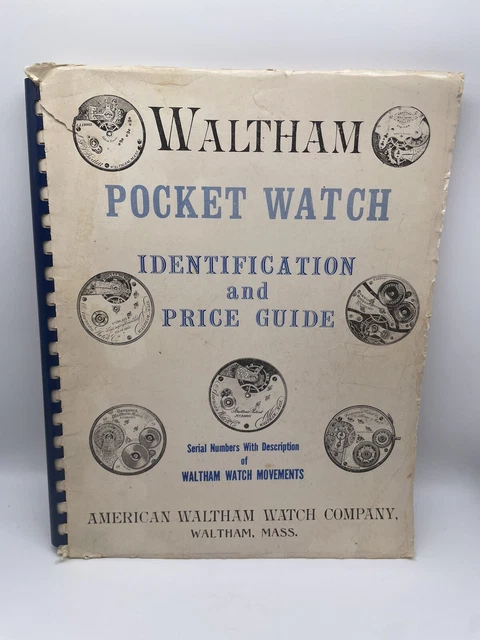 WALTHAM
POCKET WATCH
IDENTIFICATION
and
PRICE GUIDE
Serial Numbers With Description
of
WALTHAM WATCH MOVEMENTS
AMERICAN WALTHAM WATCH COMPANY,
WALTHAM, MASS.